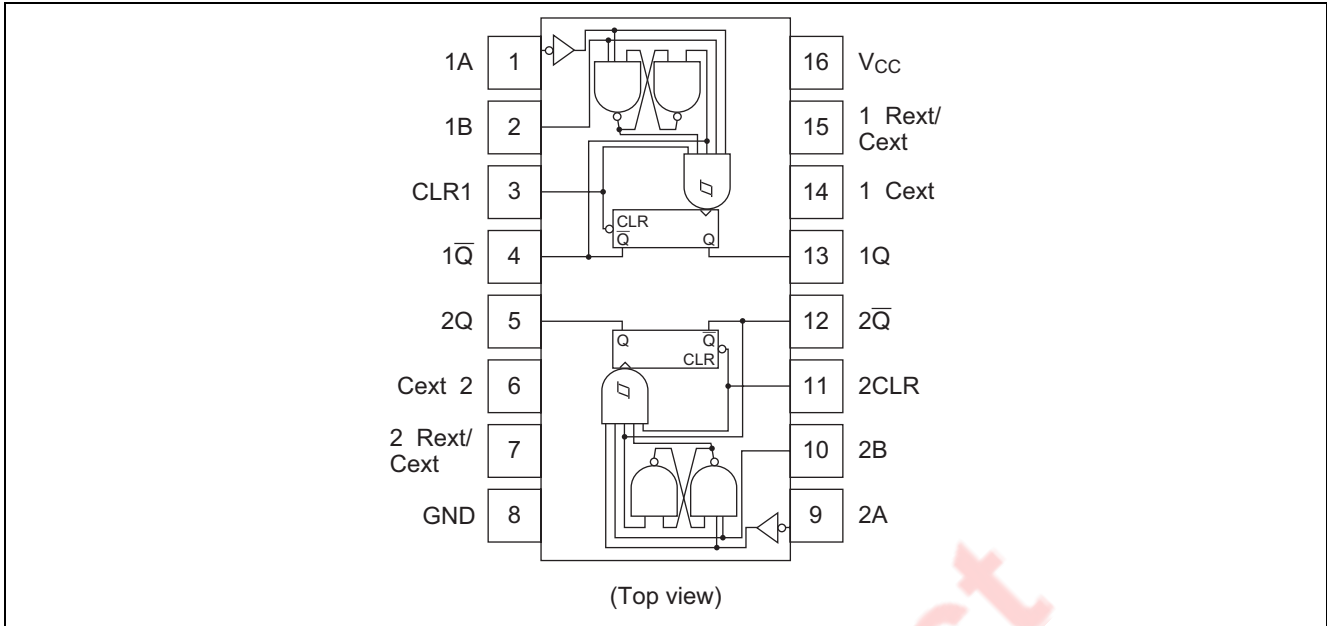 1A 1 16 V_CC
1B 2 15 1 Rext/
Cext
CLR1 3 14 1 Cext
CLR
Q̅ Q
1Q̅ 4 13 1Q
2Q 5 12 2Q̅
Q Q̅
CLR
Cext 2 6 11 2CLR
2 Rext/
Cext 7 10 2B
GND 8 9 2A
(Top view)